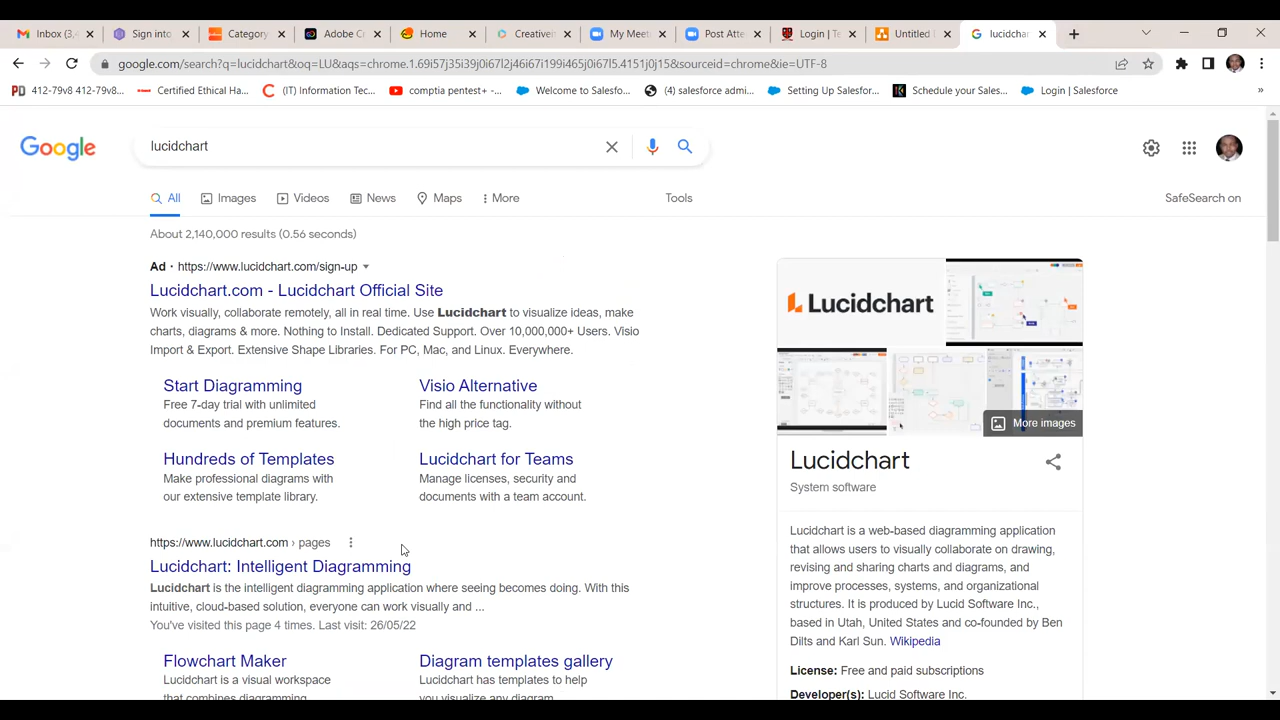 Inbox (3,4
Sign into
Category
Adobe C
Home
Creativen
My Meet
Post Atte
Login | Te
Untitled
lucidchar
google.com/search?q=lucidchart&oq=LU&aqs=chrome.1.69i57j35i39j0i67l2j46i67i199i465j0i67l5.4151j0j15&sourceid=chrome&ie=UTF-8
412-79v8 412-79v8...
Certified Ethical Ha...
(IT) Information Tec...
comptia pentest+ -...
Welcome to Salesfo...
(4) salesforce admi...
Setting Up Salesforc...
Schedule your Sales...
Login | Salesforce
Google
lucidchart
All
Images
Videos
News
Maps
More
Tools
SafeSearch on
About 2,140,000 results (0.56 seconds)
Ad · https://www.lucidchart.com/sign-up
Lucidchart.com - Lucidchart Official Site
Work visually, collaborate remotely, all in real time. Use Lucidchart to visualize ideas, make
charts, diagrams & more. Nothing to Install. Dedicated Support. Over 10,000,000+ Users. Visio
Import & Export. Extensive Shape Libraries. For PC, Mac, and Linux. Everywhere.
Start Diagramming
Free 7-day trial with unlimited
documents and premium features.
Visio Alternative
Find all the functionality without
the high price tag.
Hundreds of Templates
Make professional diagrams with
our extensive template library.
Lucidchart for Teams
Manage licenses, security and
documents with a team account.
https://www.lucidchart.com › pages
Lucidchart: Intelligent Diagramming
Lucidchart is the intelligent diagramming application where seeing becomes doing. With this
intuitive, cloud-based solution, everyone can work visually and ...
You've visited this page 4 times. Last visit: 26/05/22
Flowchart Maker
Lucidchart is a visual workspace
that combines diagramming
Diagram templates gallery
Lucidchart has templates to help
you visualize any diagram
Lucidchart
More images
Lucidchart
System software
Lucidchart is a web-based diagramming application
that allows users to visually collaborate on drawing,
revising and sharing charts and diagrams, and
improve processes, systems, and organizational
structures. It is produced by Lucid Software Inc.,
based in Utah, United States and co-founded by Ben
Dilts and Karl Sun. Wikipedia
License: Free and paid subscriptions
Developer(s): Lucid Software Inc.